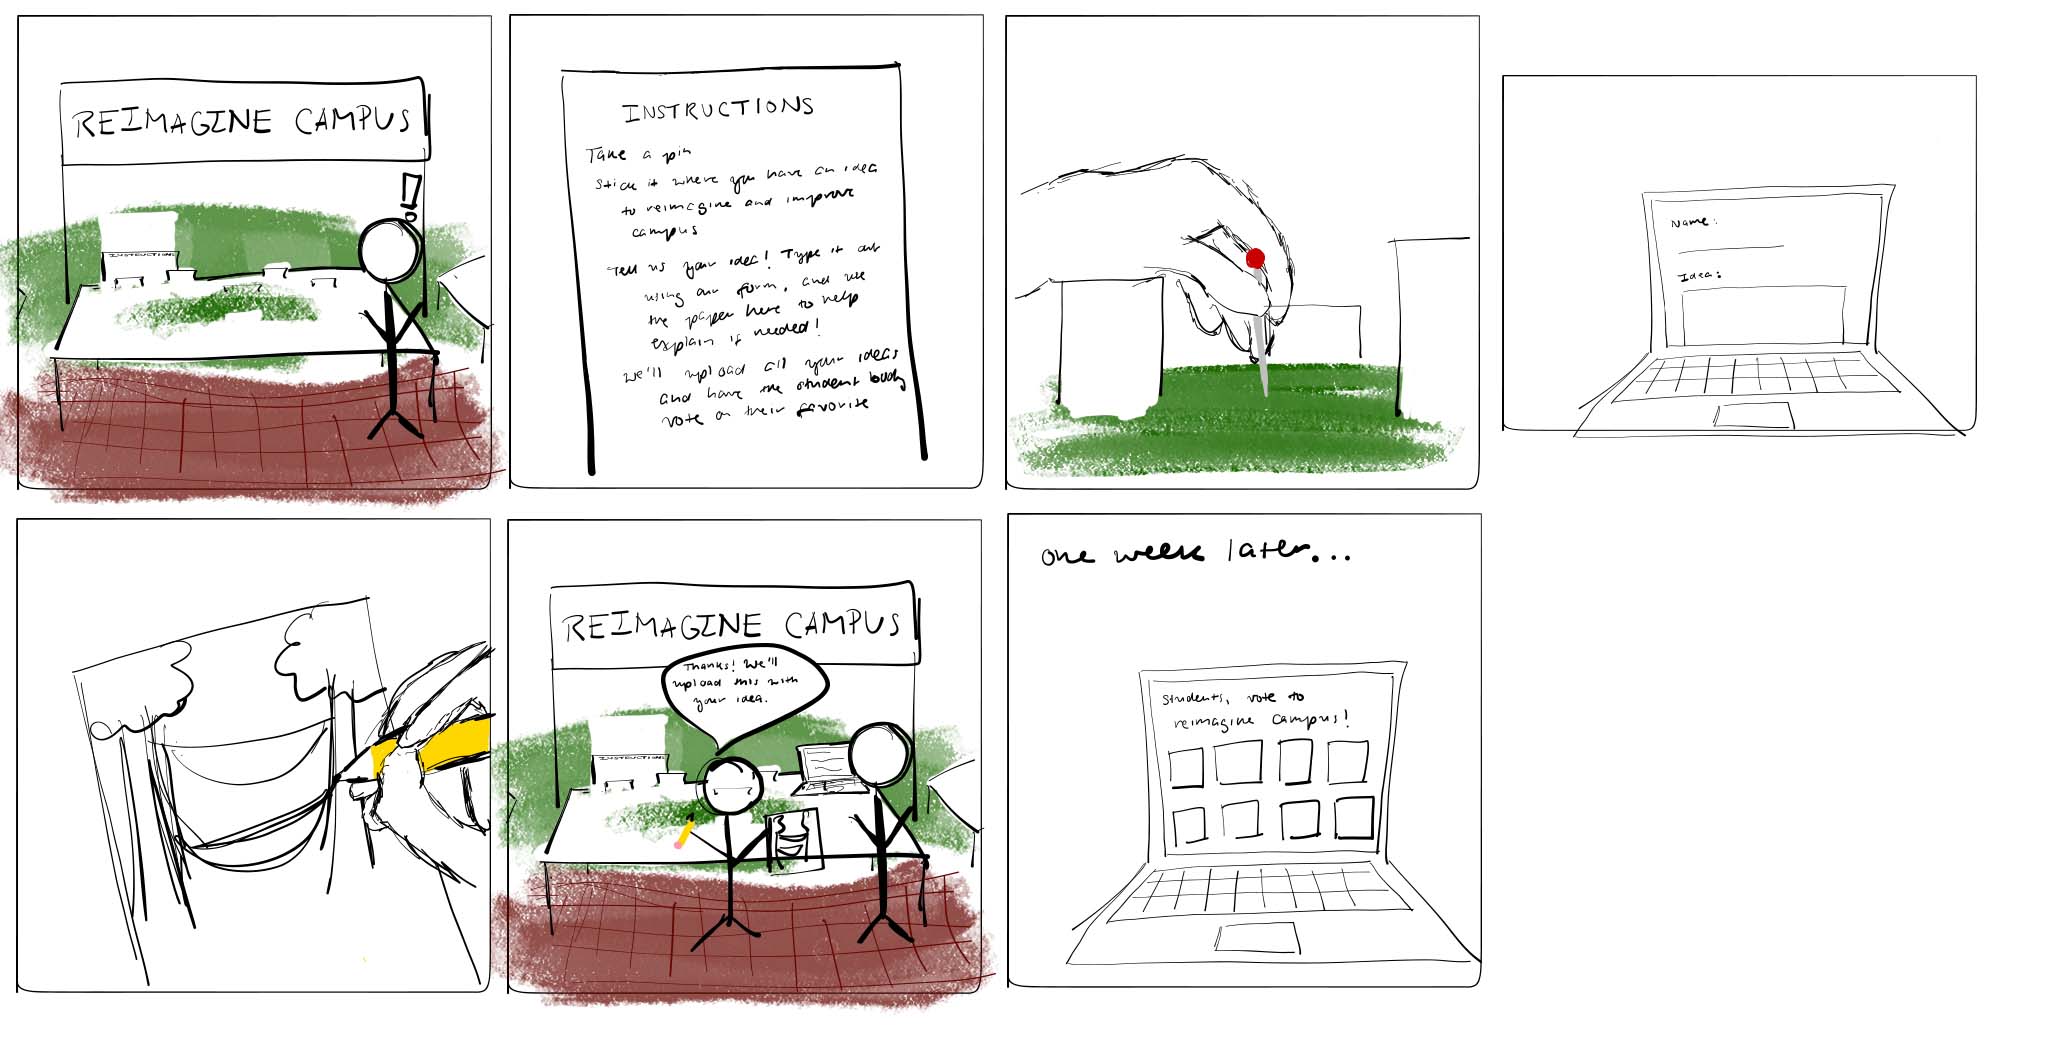 REIMAGINE CAMPUS
INSTRUCTIONS
INSTRUCTIONS
Take a pin
Stick it where you have an idea
to reimagine and improve
campus
Tell us your idea! Type it out
using our form, and use
the paper here to help
explain if needed!
We'll upload all your ideas
and have the student body
vote on their favorite
Name:
Idea:
REIMAGINE CAMPUS
Thanks! We'll
upload this with
your idea.
INSTRUCTIONS
one week later...
Students, vote to
reimagine campus!